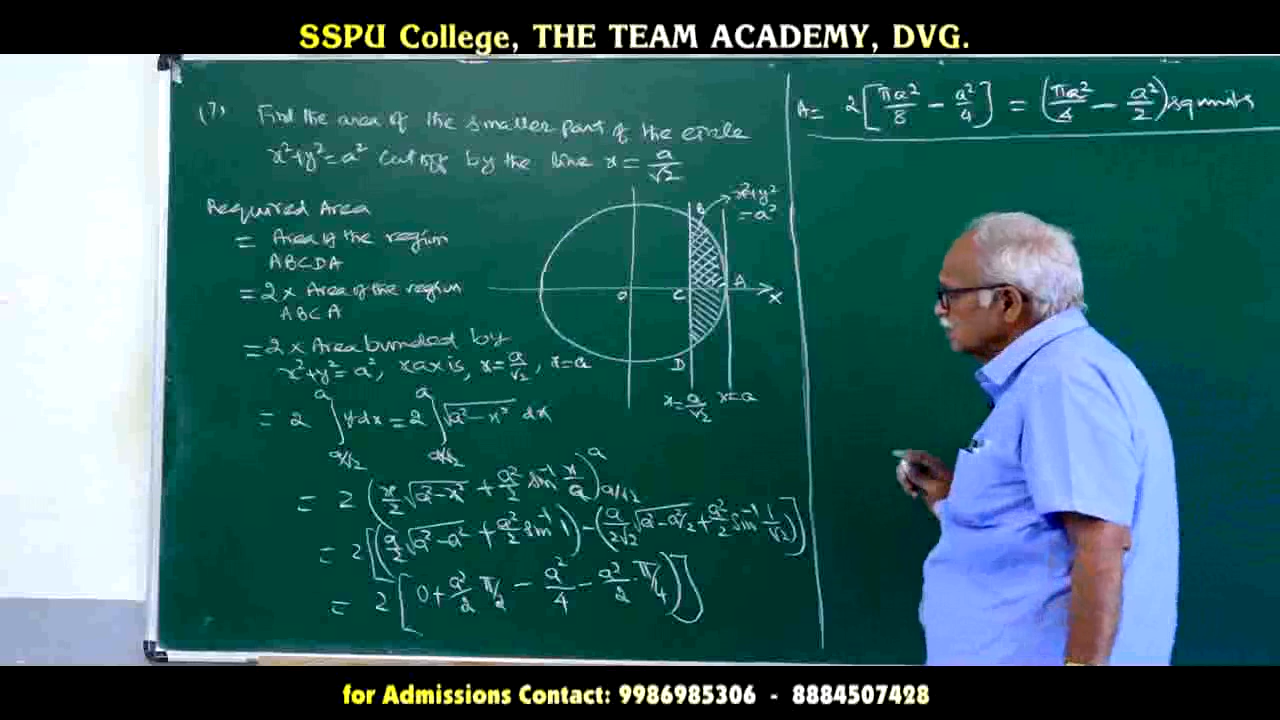 SSPU College, THE TEAM ACADEMY, DVG.
(7) Find the area of the smaller part of the circle
x²+y²=a² cut off by the line x = a/√2
Required Area
= Area of the region
ABCDA
= 2 × Area of the region
ABCA
= 2 × Area bunded by
x²+y²=a², x axis, x=a/√2, x=a
= 2 ∫_{a/√2}^{a} y dx = 2 ∫_{a/√2}^{a} √(a²-x²) dx
= 2 (x/2 √(a²-x²) + a²/2 sin⁻¹ x/a)_{a/√2}^{a}
= 2[(a/2 √(a²-a²) + a²/2 sin⁻¹ 1) - (a/2√2 √(a²-a²/2) + a²/2 sin⁻¹ 1/√2)]
= 2[0 + a²/2 π/2 - a²/4 - a²/2 · π/4)]
B
x²+y²
= a²
O
C
A
X
D
x=a/√2
x=a
A= 2[πa²/8 - a²/4] = (πa²/4 - a²/2) sq units
for Admissions Contact: 9986985306 - 8884507428